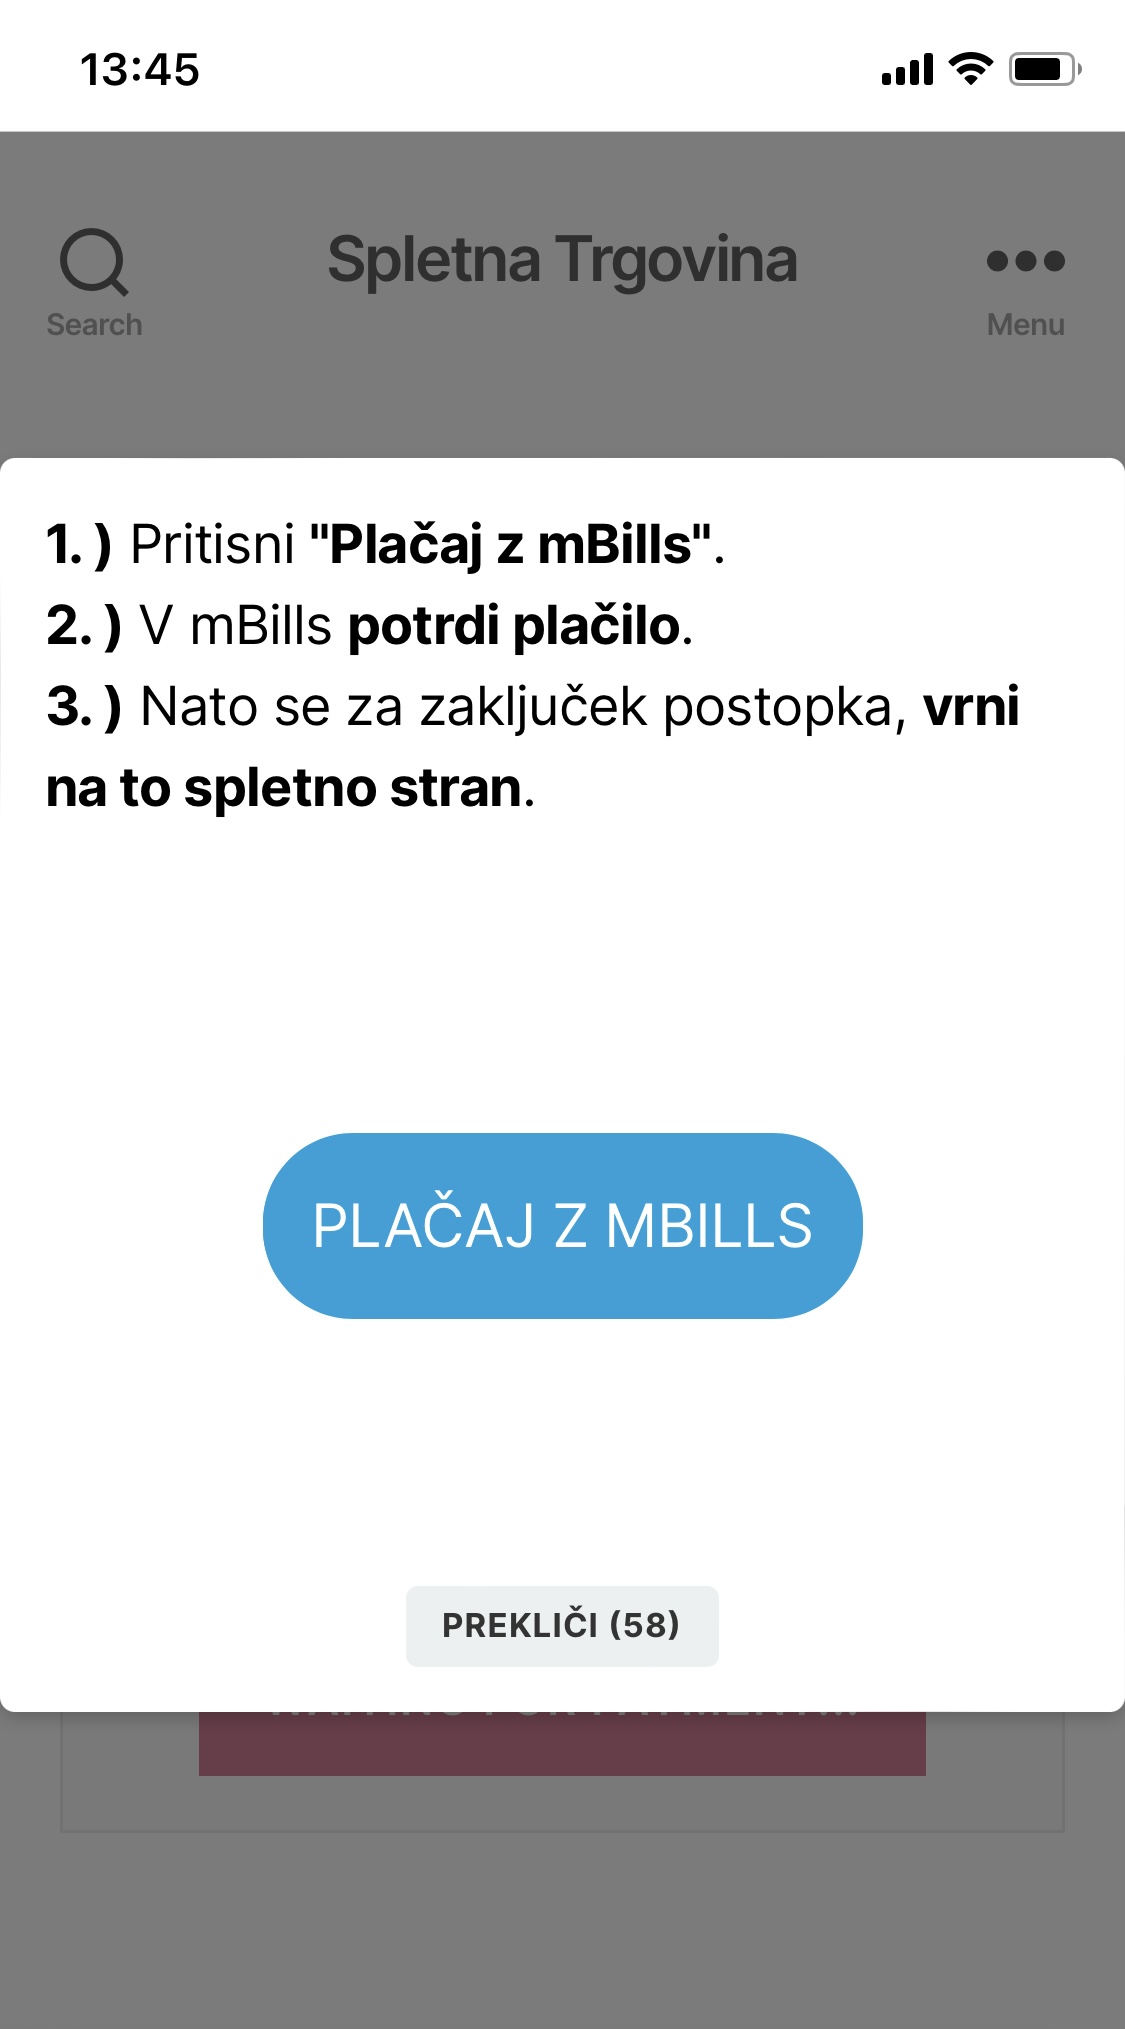 13:45
Spletna Trgovina
Search
Menu
1. ) Pritisni "Plačaj z mBills".
2. ) V mBills potrdi plačilo.
3. ) Nato se za zaključek postopka, vrni
na to spletno stran.
PLAČAJ Z MBILLS
PREKLIČI (58)